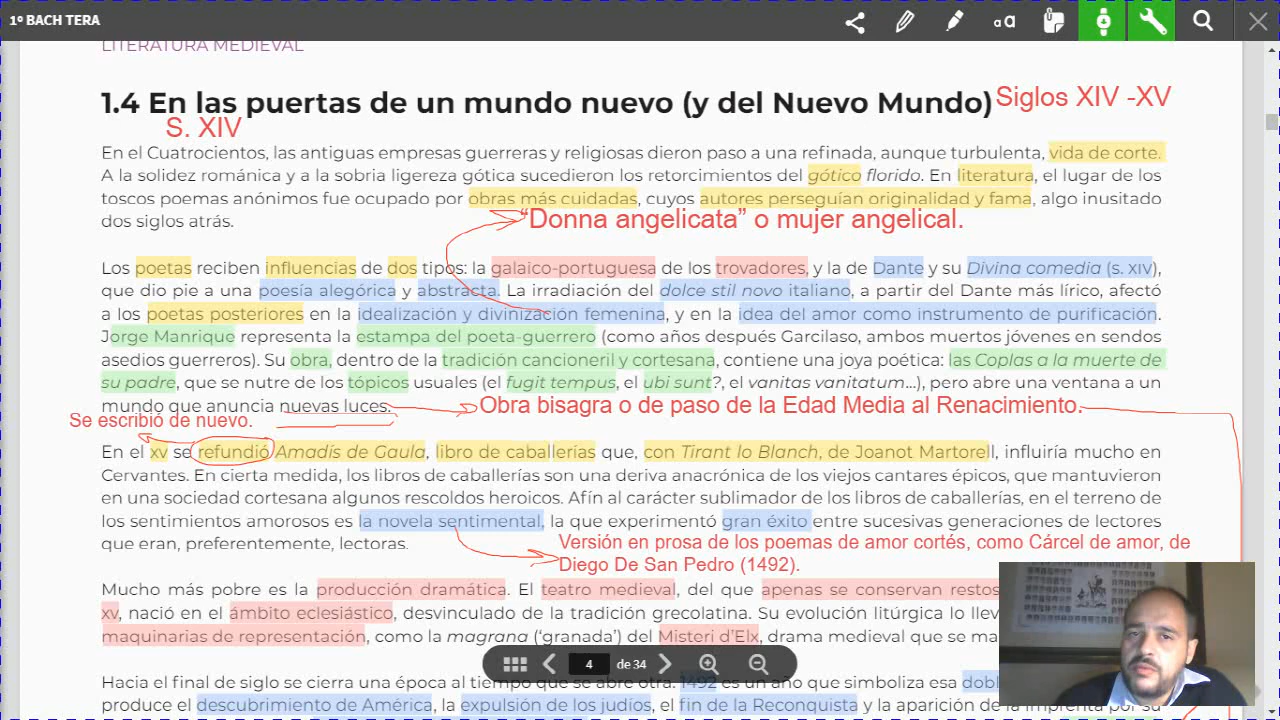 1º BACH TERA
aa
LITERATURA MEDIEVAL
1.4 En las puertas de un mundo nuevo (y del Nuevo Mundo) Siglos XIV -XV
S. XIV
En el Cuatrocientos, las antiguas empresas guerreras y religiosas dieron paso a una refinada, aunque turbulenta, vida de corte.
A la solidez románica y a la sobria ligereza gótica sucedieron los retorcimientos del gótico florido. En literatura, el lugar de los
toscos poemas anónimos fue ocupado por obras más cuidadas, cuyos autores perseguían originalidad y fama, algo inusitado
dos siglos atrás.
“Donna angelicata” o mujer angelical.
Los poetas reciben influencias de dos tipos: la galaico-portuguesa de los trovadores, y la de Dante y su Divina comedia (s. XIV),
que dio pie a una poesía alegórica y abstracta. La irradiación del dolce stil novo italiano, a partir del Dante más lírico, afectó
a los poetas posteriores en la idealización y divinización femenina, y en la idea del amor como instrumento de purificación.
Jorge Manrique representa la estampa del poeta-guerrero (como años después Garcilaso, ambos muertos jóvenes en sendos
asedios guerreros). Su obra, dentro de la tradición cancioneril y cortesana, contiene una joya poética: las Coplas a la muerte de
su padre, que se nutre de los tópicos usuales (el fugit tempus, el ubi sunt?, el vanitas vanitatum...), pero abre una ventana a un
mundo que anuncia nuevas luces. Obra bisagra o de paso de la Edad Media al Renacimiento.
Se escribió de nuevo.
En el XV se refundió Amadís de Gaula, libro de caballerías que, con Tirant lo Blanch, de Joanot Martorell, influiría mucho en
Cervantes. En cierta medida, los libros de caballerías son una deriva anacrónica de los viejos cantares épicos, que mantuvieron
en una sociedad cortesana algunos rescoldos heroicos. Afín al carácter sublimador de los libros de caballerías, en el terreno de
los sentimientos amorosos es la novela sentimental, la que experimentó gran éxito entre sucesivas generaciones de lectores
que eran, preferentemente, lectoras.
Versión en prosa de los poemas de amor cortés, como Cárcel de amor, de
Diego De San Pedro (1492).
Mucho más pobre es la producción dramática. El teatro medieval, del que apenas se conservan restos
XV, nació en el ámbito eclesiástico, desvinculado de la tradición grecolatina. Su evolución litúrgica lo llev
maquinarias de representación, como la magrana (‘granada’) del Misteri d’Elx, drama medieval que se ma
4 de 34
Hacia el final de siglo se cierra una época al tiempo que se abre otra. 1492 es un año que simboliza esa dobl
produce el descubrimiento de América, la expulsión de los judíos, el fin de la Reconquista y la aparición de la imprenta por su